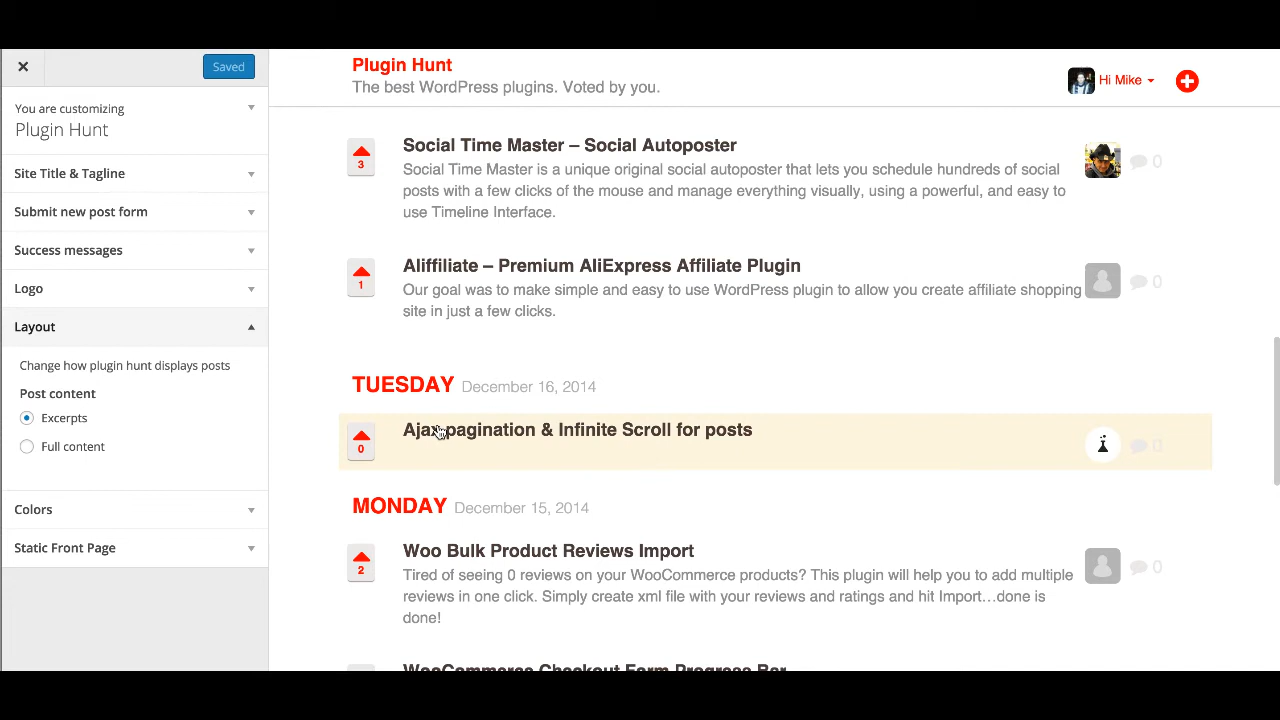 Saved
You are customizing
Plugin Hunt
Site Title & Tagline
Submit new post form
Success messages
Logo
Layout
Change how plugin hunt displays posts
Post content
Excerpts
Full content
Colors
Static Front Page
Plugin Hunt
The best WordPress plugins. Voted by you.
Hi Mike
3
Social Time Master – Social Autoposter
Social Time Master is a unique original social autoposter that lets you schedule hundreds of social
posts with a few clicks of the mouse and manage everything visually, using a powerful, and easy to
use Timeline Interface.
0
1
Aliffiliate – Premium AliExpress Affiliate Plugin
Our goal was to make simple and easy to use WordPress plugin to allow you create affiliate shopping
site in just a few clicks.
0
TUESDAY December 16, 2014
0
Ajax pagination & Infinite Scroll for posts
0
MONDAY December 15, 2014
2
Woo Bulk Product Reviews Import
Tired of seeing 0 reviews on your WooCommerce products? This plugin will help you to add multiple
reviews in one click. Simply create xml file with your reviews and ratings and hit Import…done is
done!
0
WooCommerce Checkout Form Progress Bar